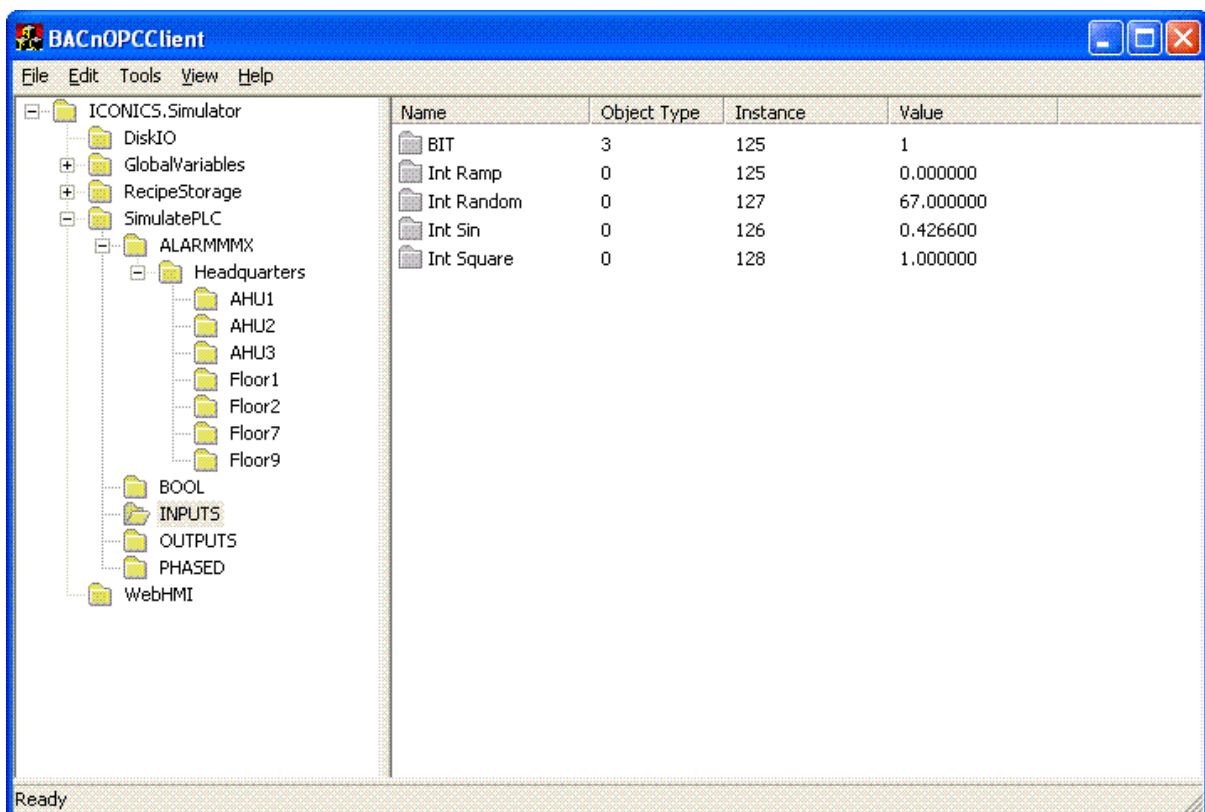 BACnOPCClient
File Edit Tools View Help
ICONICS.Simulator
DiskIO
GlobalVariables
RecipeStorage
SimulatePLC
ALARMMMX
Headquarters
AHU1
AHU2
AHU3
Floor1
Floor2
Floor7
Floor9
BOOL
INPUTS
OUTPUTS
PHASED
WebHMI
Name Object Type Instance Value
BIT 3 125 1
Int Ramp 0 125 0.000000
Int Random 0 127 67.000000
Int Sin 0 126 0.426600
Int Square 0 128 1.000000
Ready